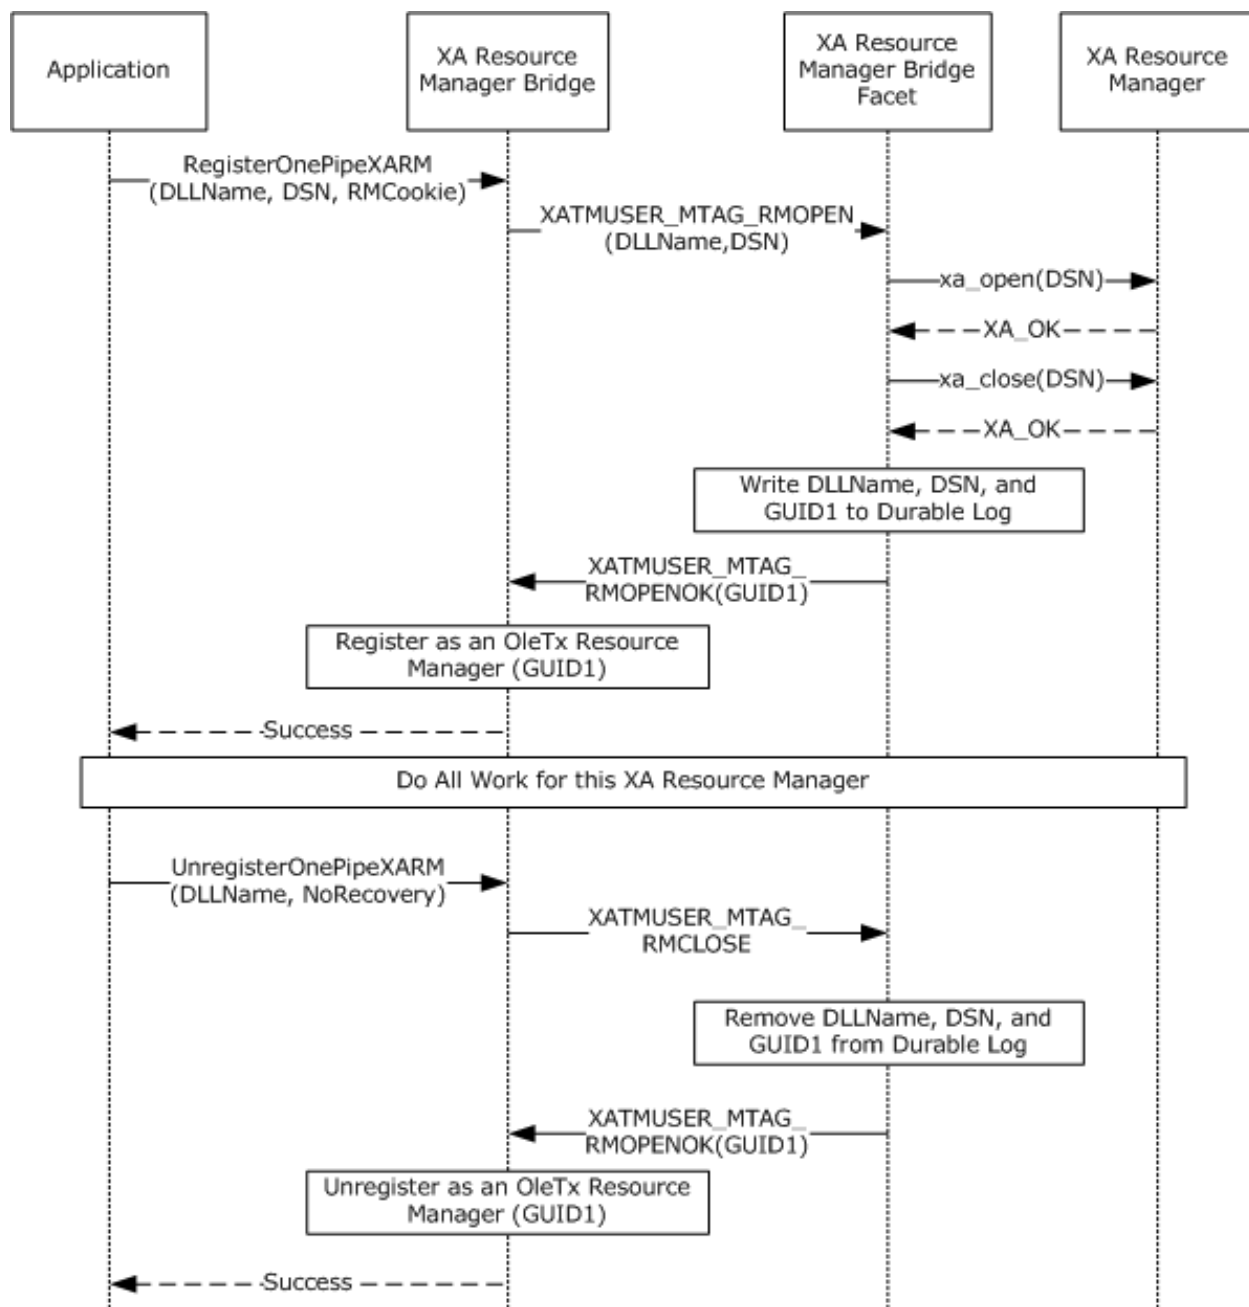 Application
XA Resource
Manager Bridge
XA Resource
Manager Bridge
Facet
XA Resource
Manager
RegisterOnePipeXARM
(DLLName, DSN, RMCookie)
XATMUSER_MTAG_RMOPEN
(DLLName,DSN)
xa_open(DSN)
XA_OK
xa_close(DSN)
XA_OK
Write DLLName, DSN, and
GUID1 to Durable Log
XATMUSER_MTAG_
RMOPENOK(GUID1)
Register as an OleTx Resource
Manager (GUID1)
Success
Do All Work for this XA Resource Manager
UnregisterOnePipeXARM
(DLLName, NoRecovery)
XATMUSER_MTAG_
RMCLOSE
Remove DLLName, DSN, and
GUID1 from Durable Log
XATMUSER_MTAG_
RMOPENOK(GUID1)
Unregister as an OleTx Resource
Manager (GUID1)
Success